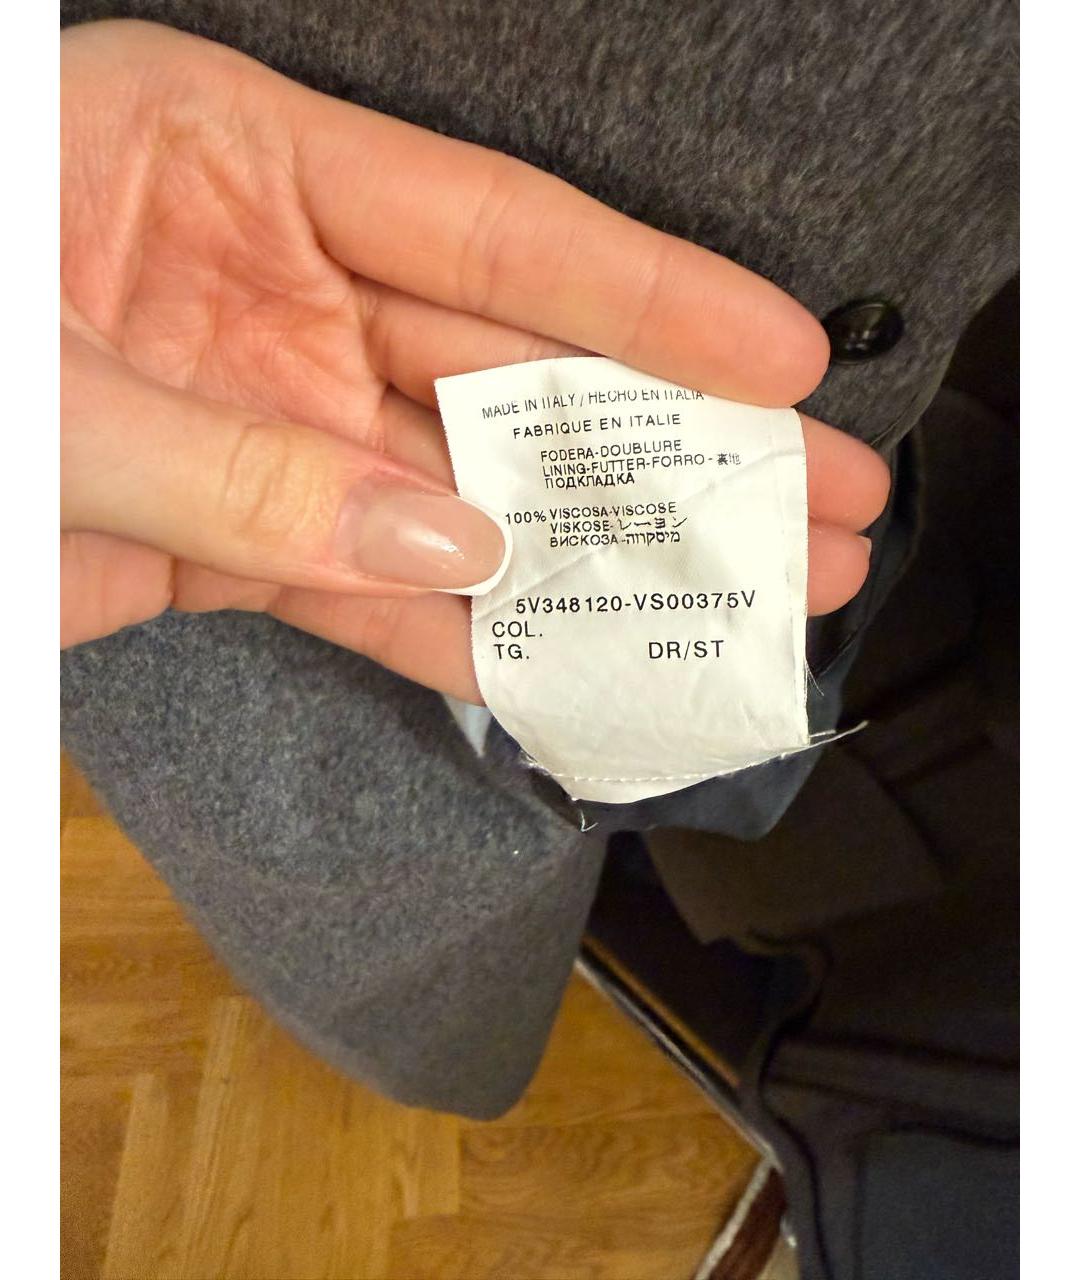 MADE IN ITALY / HECHO EN ITALIA
FABRIQUE EN ITALIE
FODERA-DOUBLURE
LINING-FUTTER-FORRO-裏地
ПОДКЛАДКА
100% VISCOSA-VISCOSE
VISKOSE-レーヨン
ВИСКОЗА-מיסקרוה
5V348120-VS00375V
COL.
TG. DR/ST